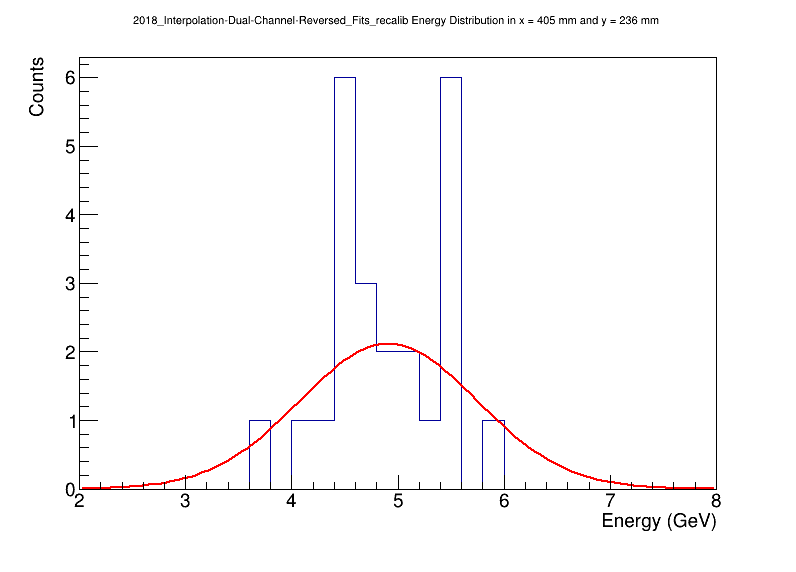 2018_Interpolation-Dual-Channel-Reversed_Fits_recalib Energy Distribution in x = 405 mm and y = 236 mm
Counts
6
5
4
3
2
1
0
2 3 4 5 6 7 8
Energy (GeV)